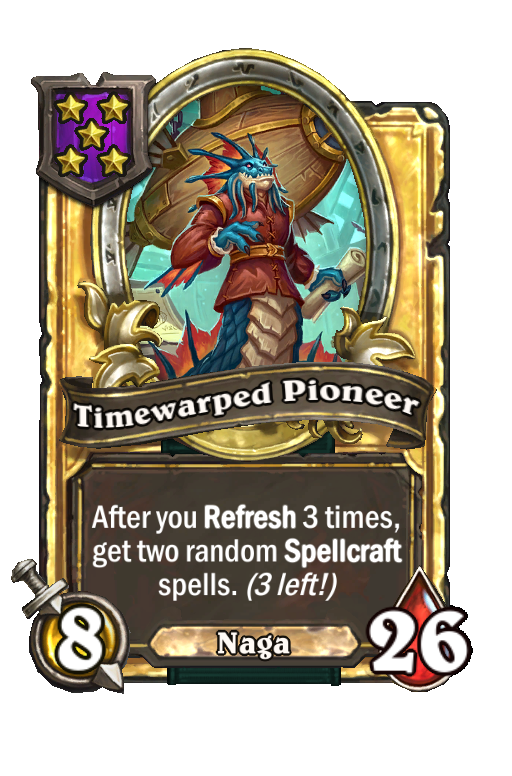 Timewarped Pioneer
After you Refresh 3 times,
get two random Spellcraft
spells. (3 left!)
8
Naga
26